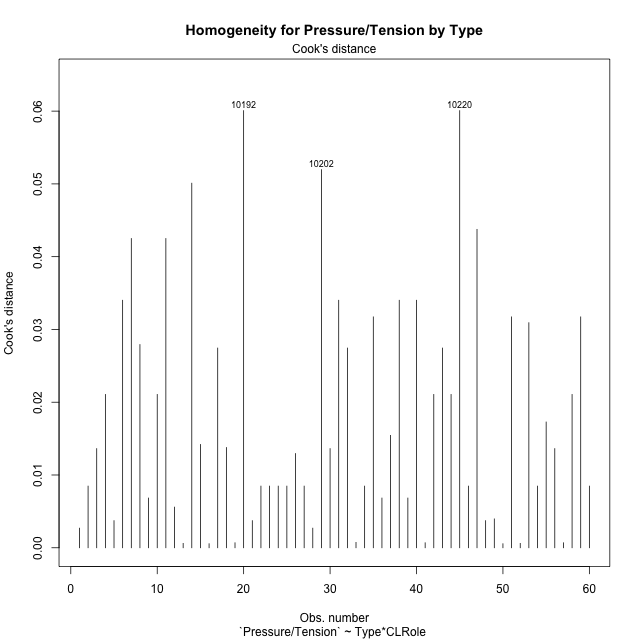 Homogeneity for Pressure/Tension by Type
Cook's distance
10192
10220
10202
0.06
0.05
0.04
0.03
0.02
0.01
0.00
Cook's distance
0 10 20 30 40 50 60
Obs. number
`Pressure/Tension` ~ Type*CLRole